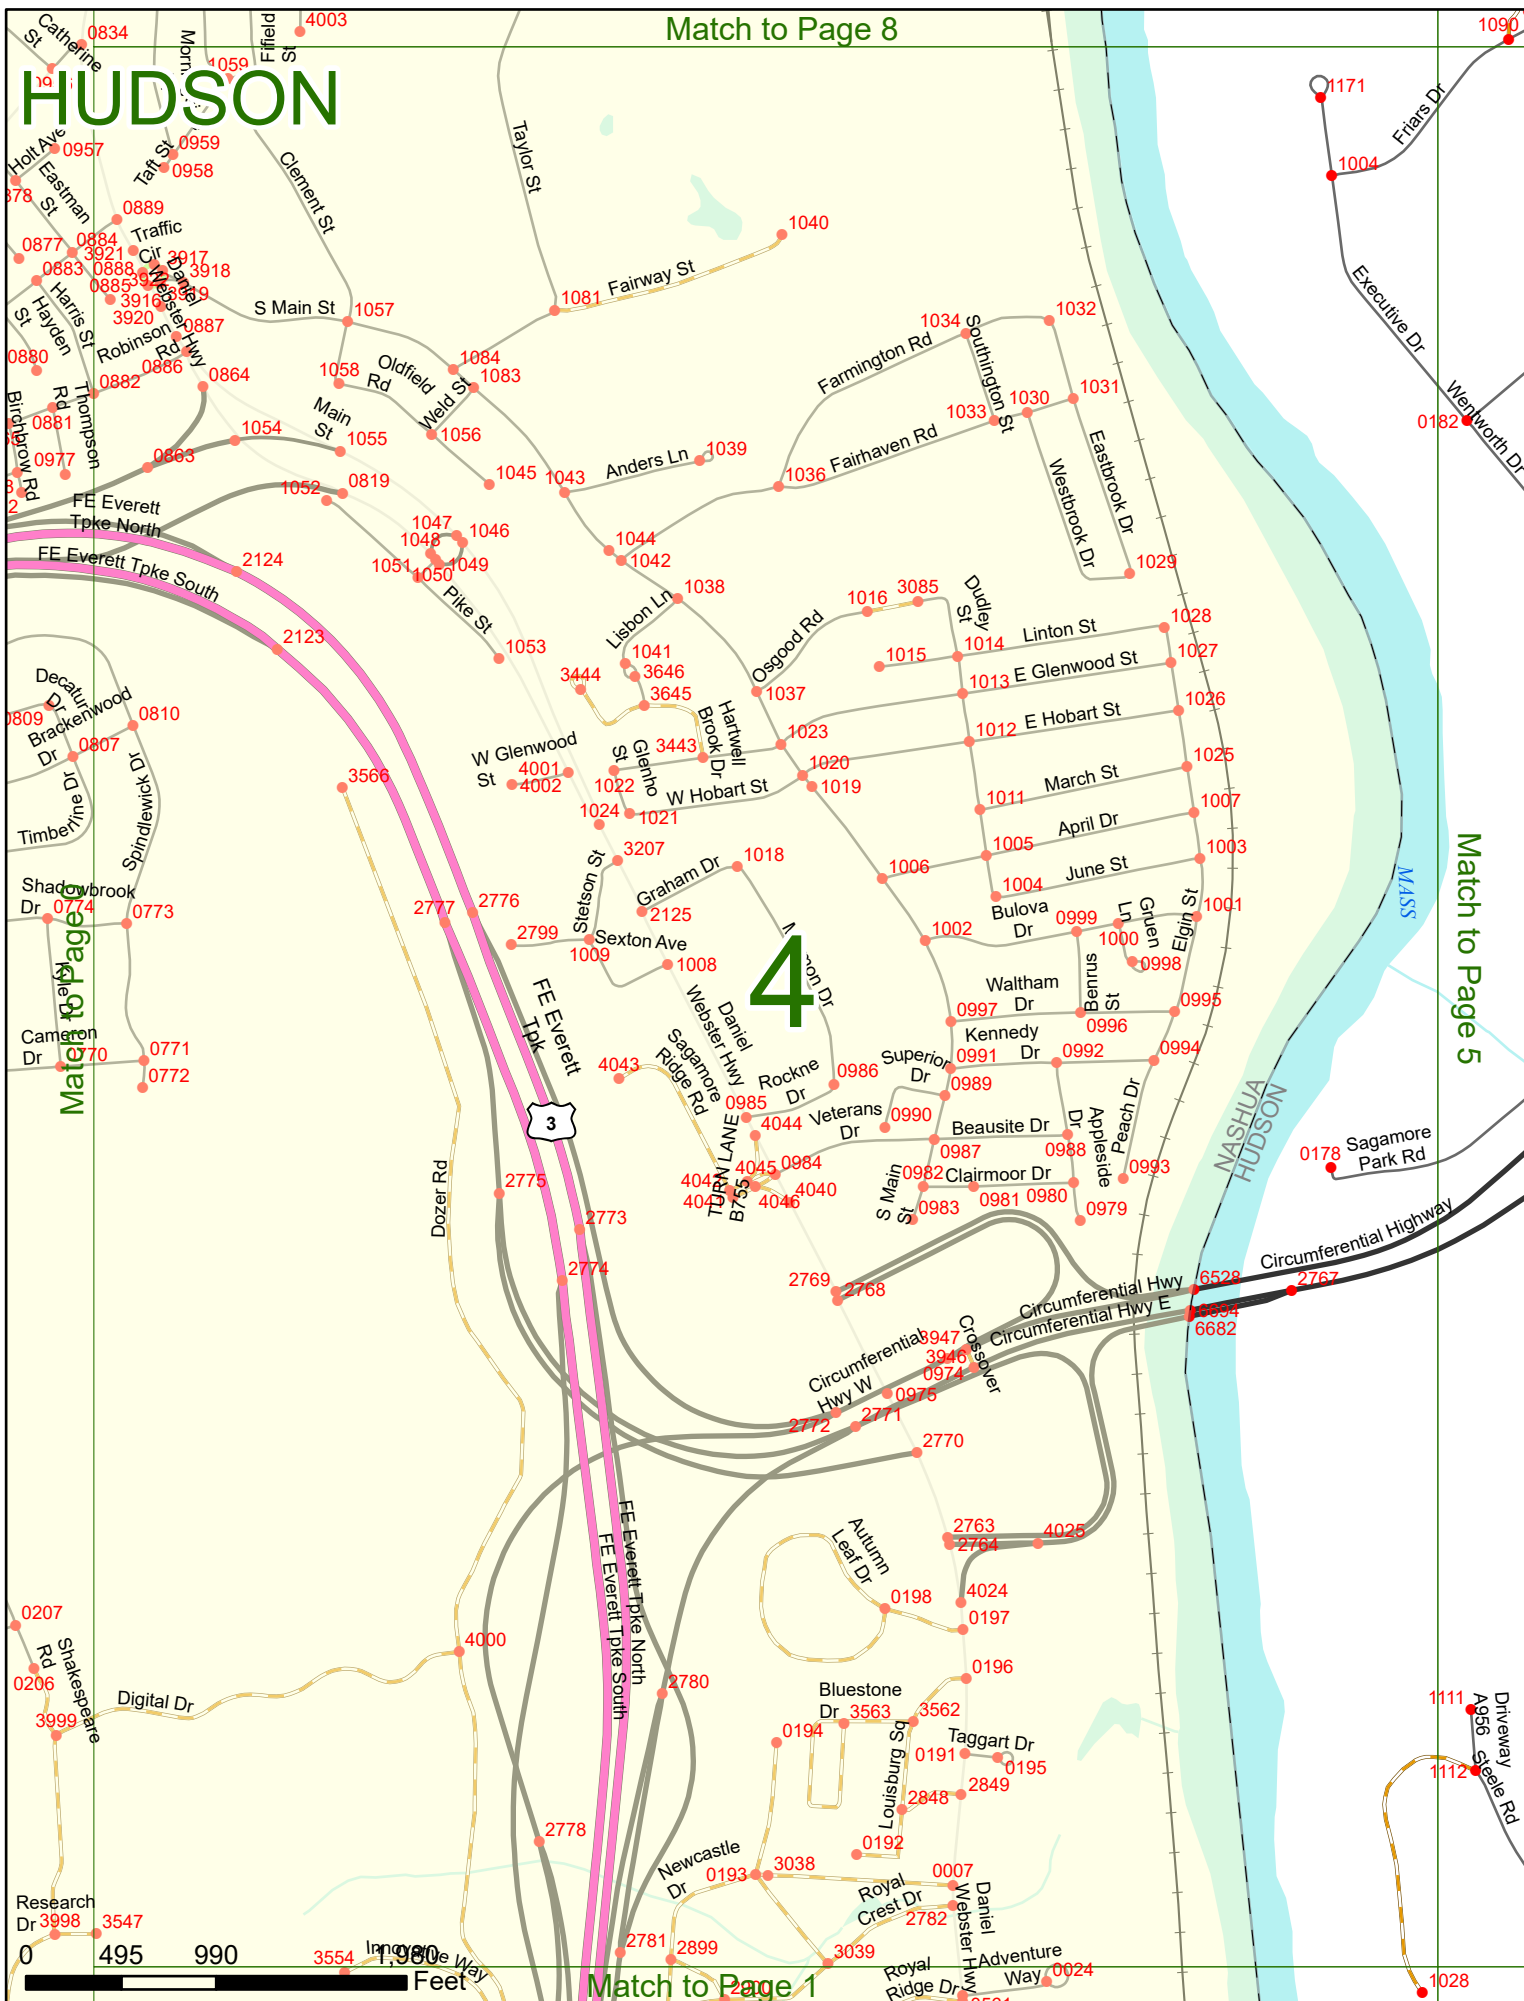 Match to Page 8
HUDSON
Catherine
St
0834
4003
Fifield
St
1059
1090
1171
Friars Dr
1004
Holt Ave
0957
Taft St
0959
0958
Clement St
Taylor St
Eastman
St
0889
Traffic
Cir
0877
0884
3921
0883
0888
3917
3918
0885
3916
3919
3920
Daniel
Webster Hwy
Harris St
Hayden
St
Robinson
Rd
0887
0886
0880
0882
0864
S Main St
1057
1081
Fairway St
1040
1058
Oldfield
Rd
1084
1083
Weld St
1056
Farmington Rd
1034
1032
Southington St
1033
1030
1031
Executive Dr
Wentworth Dr
0182
Birchbrow Rd
Rd
0881
Thompson
0977
1054
Main
St
1055
0863
0819
1052
1045
1043
Anders Ln
1039
1036
Fairhaven Rd
Eastbrook Dr
Westbrook Dr
FE Everett
Tpke North
FE Everett Tpke South
2124
1047
1048
1046
1051
1050
1049
1044
1042
1029
Pike St
2123
1053
Lisbon Ln
1038
1041
3646
3645
3444
Osgood Rd
1016
3085
Dudley
St
1015
1014
Linton St
1028
1027
1037
1013
E Glenwood St
1026
Decatur
Dr
0809
Brackenwood
Dr
0807
0810
Timberline Dr
Spindlewick Dr
3566
W Glenwood
St
4001
4002
Glenho
St
1022
3443
Hartwell
Brook Dr
1023
1012
E Hobart St
1020
1019
W Hobart St
1021
1024
March St
1025
1011
1007
April Dr
1005
1003
June St
1004
1006
3207
Stetson St
Graham Dr
1018
2125
Shadowbrook
Dr
0774
0773
2777
2776
2799
1009
Sexton Ave
1008
1002
Bulova
Dr
0999
Gruen
Ln
1000
0998
Elgin St
1001
MASS
Match to Page 5
Kyle Dr
Cameron
Dr
0770
0771
0772
FE Everett
Tpk
4
Daniel
Webster Hwy
0997
Waltham
Dr
Benrus
St
0996
0995
4043
Sagamore
Ridge Rd
Rockne
Dr
0986
Superior
Dr
0991
Kennedy
Dr
0992
0994
0989
0985
4044
Veterans
Dr
0990
Beausite Dr
0987
0988
Appleside
Dr
Peach Dr
0993
NASHUA
HUDSON
3
TURN LANE
B755
4045
0984
4041
4046
4040
0982
Clairmoor Dr
0981
0980
0983
0979
S Main
St
0178
Sagamore
Park Rd
Dozer Rd
2775
2773
2774
2769
2768
Circumferential Hwy
Circumferential Hwy E
Circumferential Highway
6528
2767
0694
6682
3947
3946
0974
Crossover
Circumferential
Hwy W
0975
2772
2771
2770
2763
2764
4025
FE Everett Tpke North
FE Everett Tpke South
Autumn
Leaf Dr
0198
4024
0197
0207
Shakespeare
Rd
0206
4000
3999
Digital Dr
2780
0196
Bluestone
Dr
3563
3562
0194
Louisburg Sq
Taggart Dr
0191
0195
2849
2848
0192
1111
Driveway
A956
1112
Steele Rd
2778
Newcastle
Dr
0193
3038
0007
Royal
Crest Dr
2782
Daniel
Webster Hwy
Research
Dr
3998
3547
2781
2899
3039
3554
Innovative Way
Royal
Ridge Dr
Adventure
Way
0024
1028
0
495
990
1,980
Feet
Match to Page 1